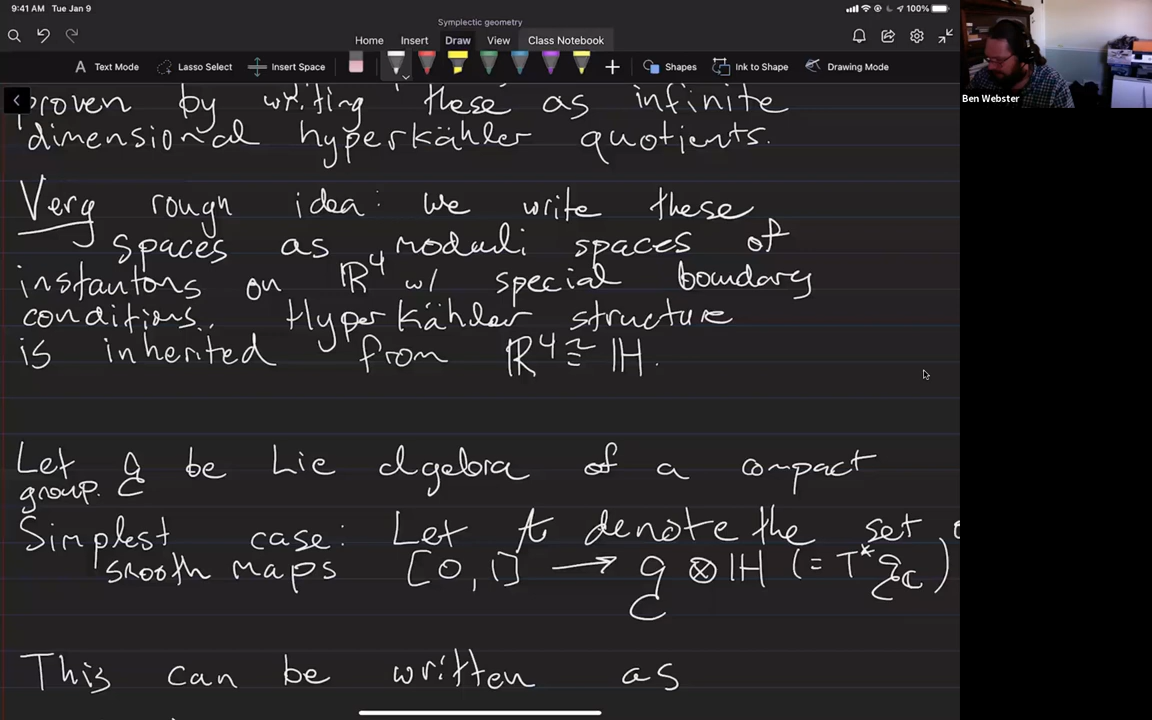 9:41 AM Tue Jan 9
100%
Symplectic geometry
Home Insert Draw View Class Notebook
Text Mode Lasso Select Insert Space Shapes Ink to Shape Drawing Mode
Ben Webster
proven by writing these as infinite
dimensional hyperkähler quotients.
Very rough idea: we write these
spaces as moduli spaces of
instantons on ℝ⁴ w/ special boundary
conditions. Hyperkähler structure
is inherited from ℝ⁴ ≅ ℍ.
Let 𝔤 be Lie algebra of a compact
group.
Simplest case: Let A denote the set
smooth maps [0,1] → 𝔤 ⊗ ℍ (= T*𝔤_ℂ)
This can be written as